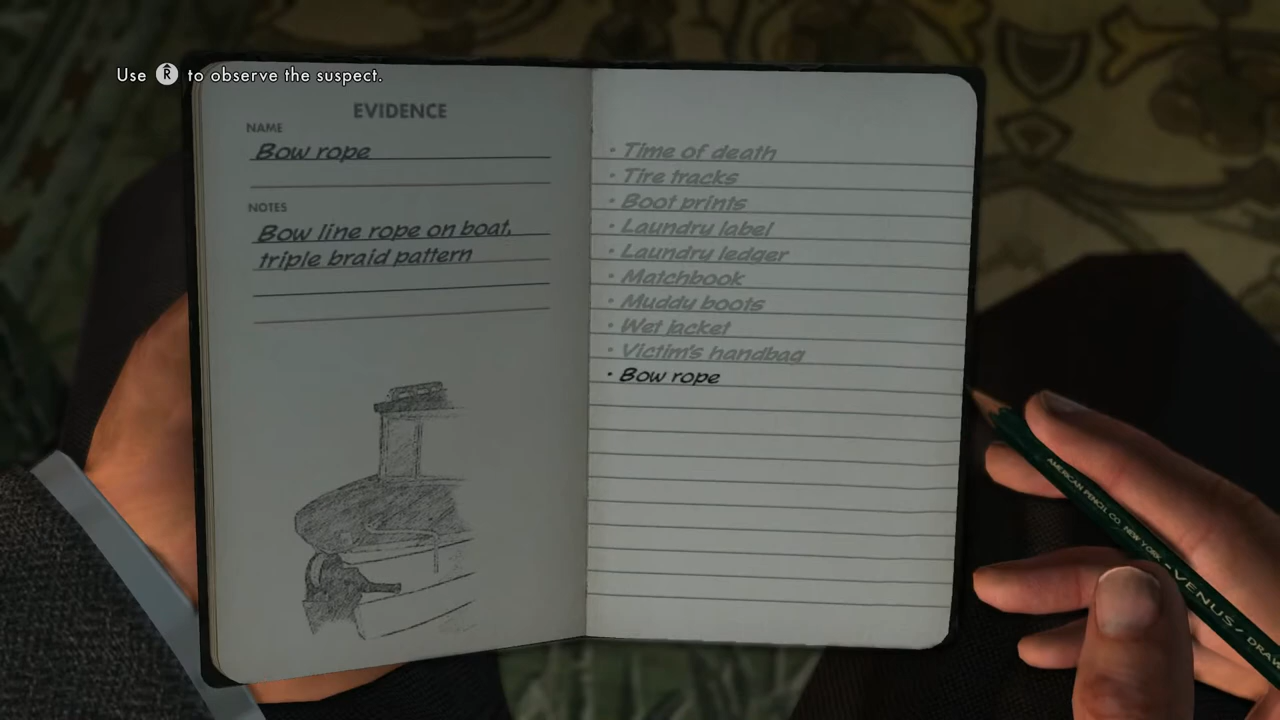 Use R to observe the suspect.
EVIDENCE
NAME
Bow rope
NOTES
Bow line rope on boat,
triple braid pattern
• Time of death
• Tire tracks
• Boot prints
• Laundry label
• Laundry ledger
• Matchbook
• Muddy boots
• Wet jacket
• Victim's handbag
• Bow rope
AMERICAN PENCIL CO. NEW YORK -VENUS/ DRAW